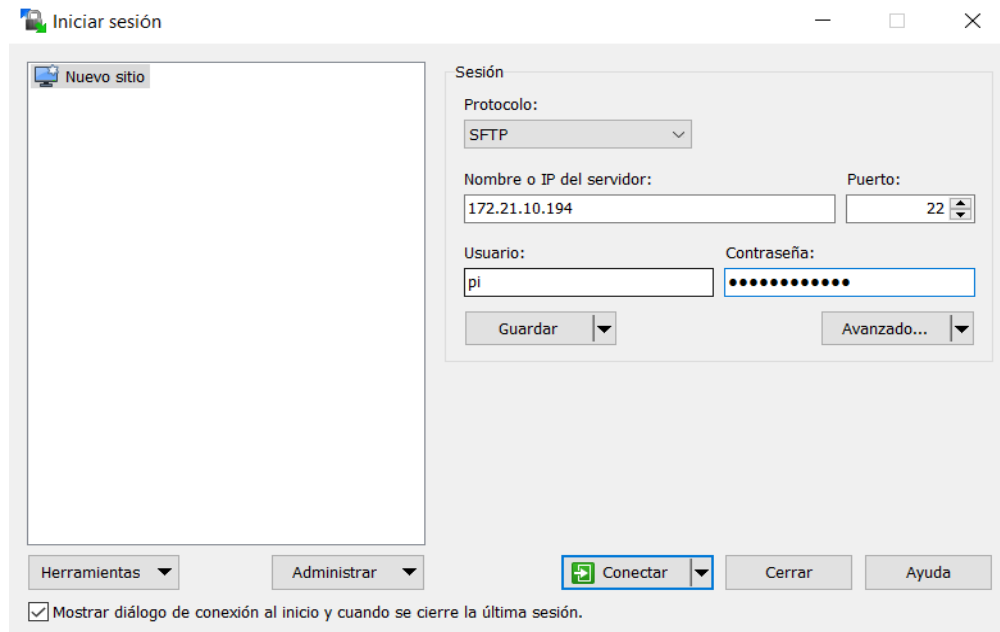 Iniciar sesión
Nuevo sitio
Sesión
Protocolo:
SFTP
Nombre o IP del servidor:
Puerto:
172.21.10.194
22
Usuario:
Contraseña:
pi
••••••••••••
Guardar
Avanzado...
Herramientas
Administrar
Conectar
Cerrar
Ayuda
Mostrar diálogo de conexión al inicio y cuando se cierre la última sesión.